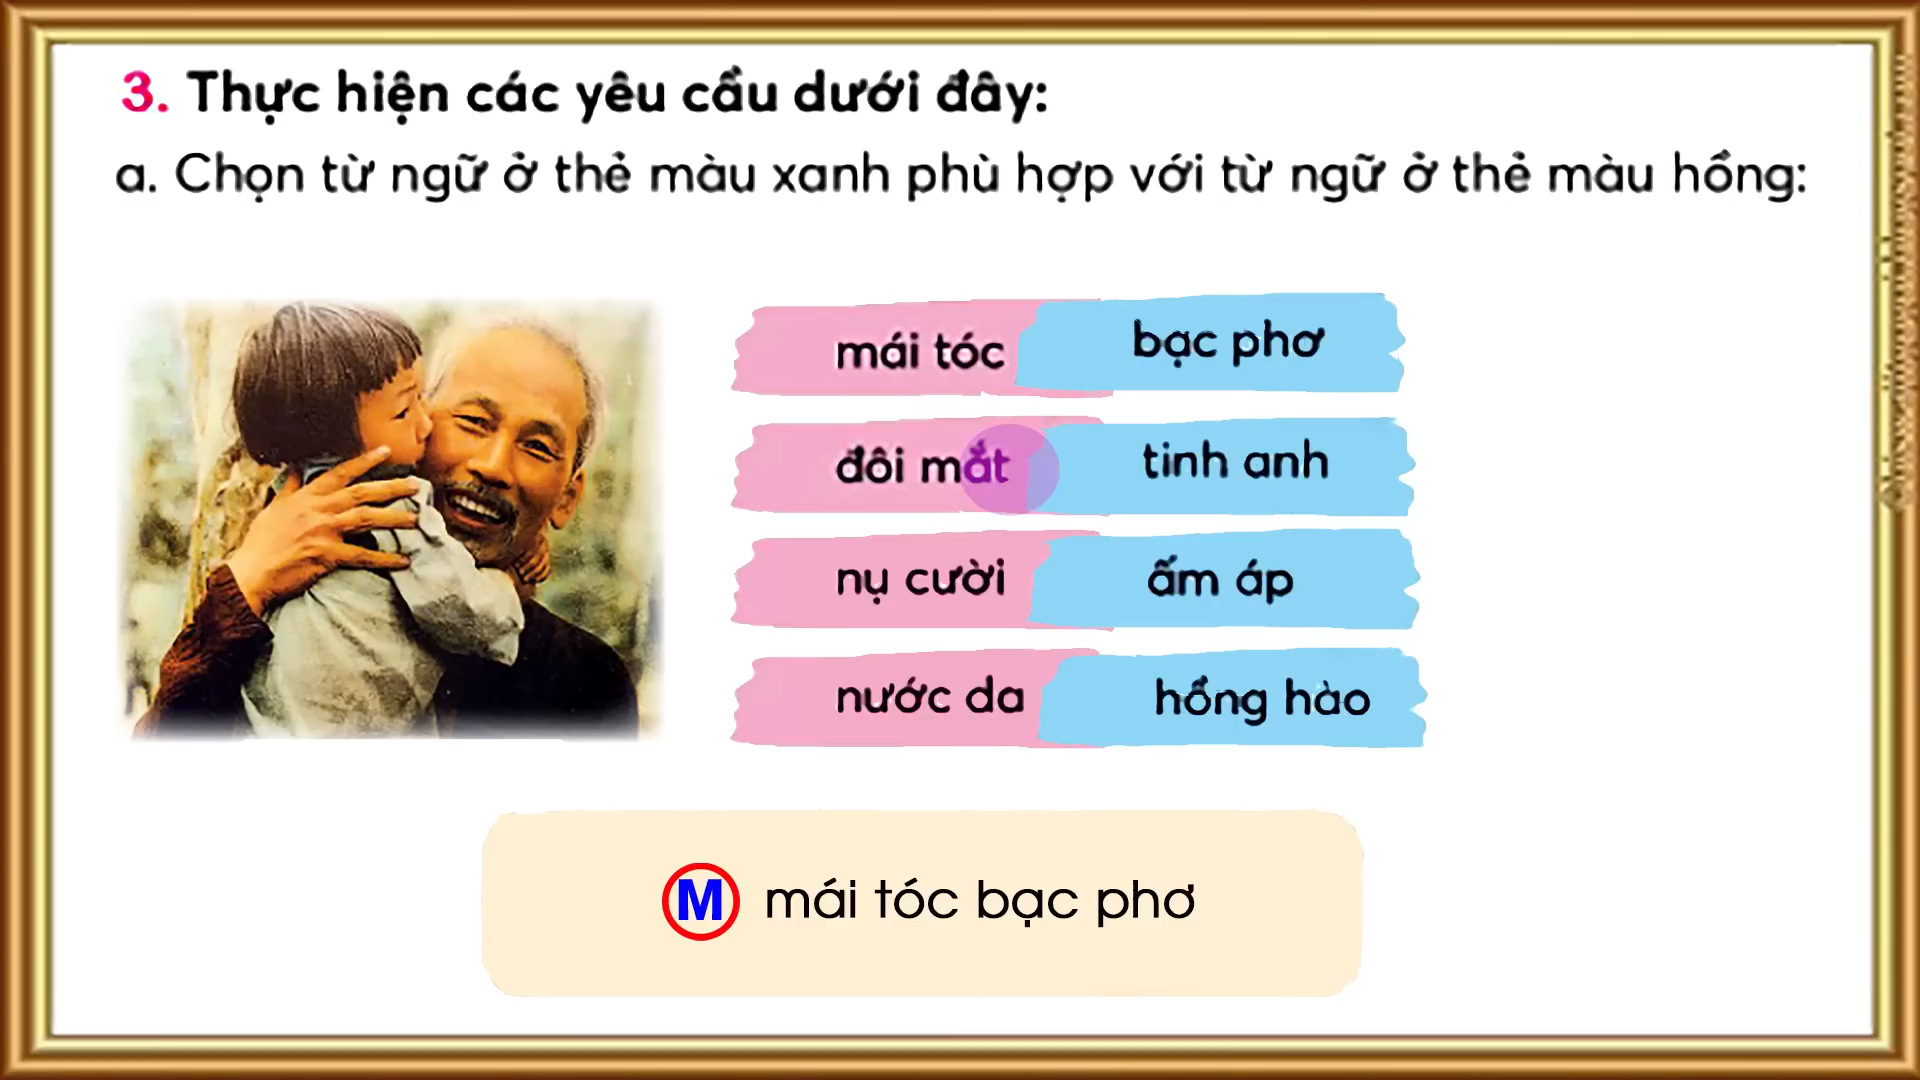 3. Thực hiện các yêu cầu dưới đây:
a. Chọn từ ngữ ở thẻ màu xanh phù hợp với từ ngữ ở thẻ màu hồng:
mái tóc bạc phơ
đôi mắt tinh anh
nụ cười ấm áp
nước da hồng hào
M mái tóc bạc phơ